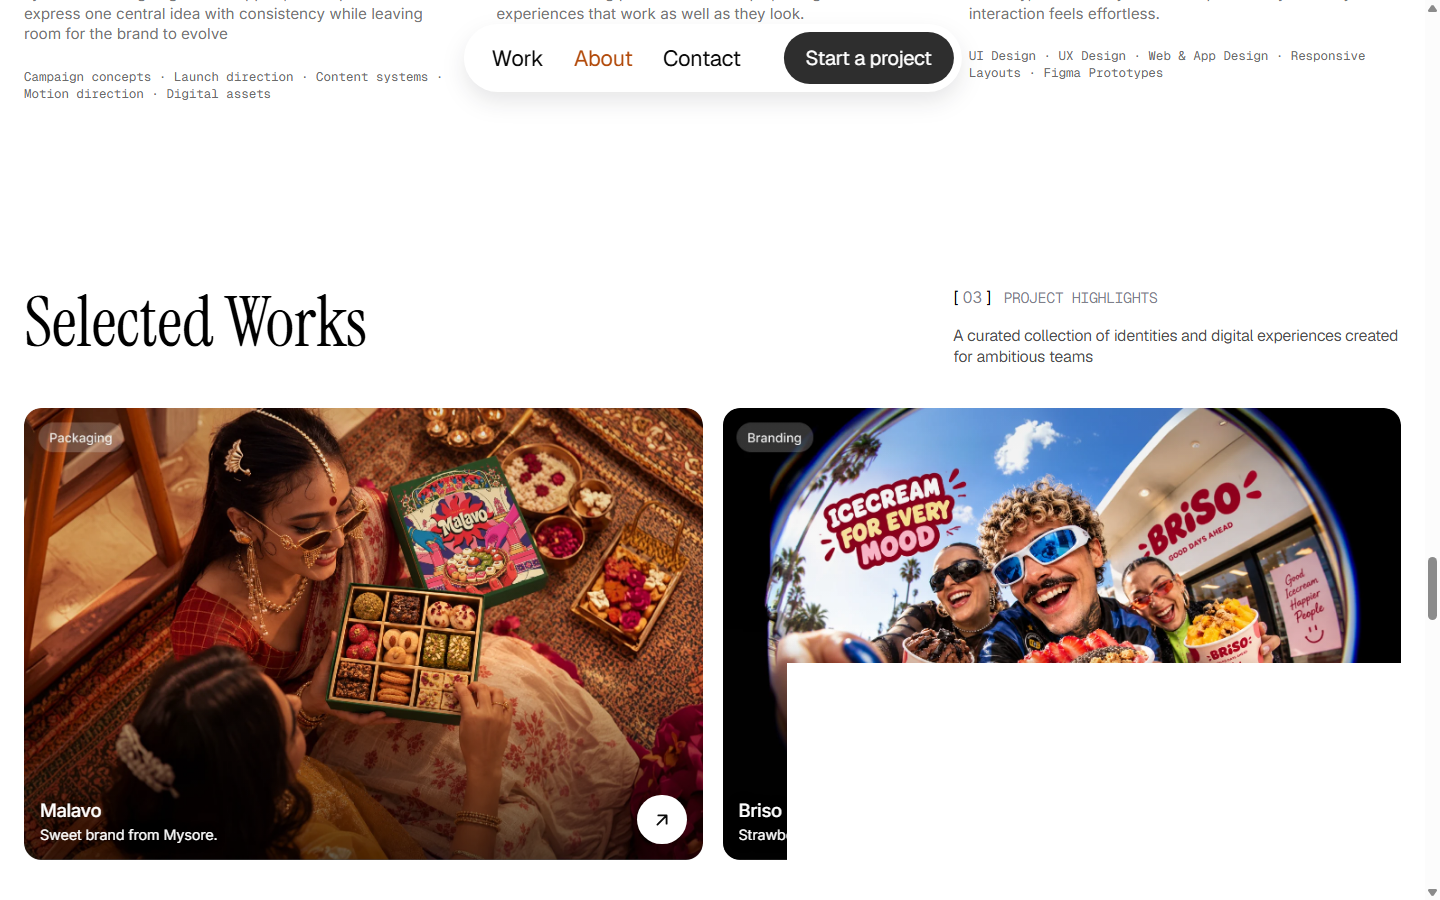 express one central idea with consistency while leaving
room for the brand to evolve
Campaign concepts · Launch direction · Content systems ·
Motion direction · Digital assets
experiences that work as well as they look.
interaction feels effortless.
UI Design · UX Design · Web & App Design · Responsive
Layouts · Figma Prototypes
Work
About
Contact
Start a project
Selected Works
[ 03 ] PROJECT HIGHLIGHTS
A curated collection of identities and digital experiences created
for ambitious teams
Packaging
Malavo
Malavo
Sweet brand from Mysore.
Branding
ICECREAM
FOR EVERY
MOOD
BRiSO
GOOD DAYS AHEAD
Good
Icecream
Happier
People
BRiSO
Briso